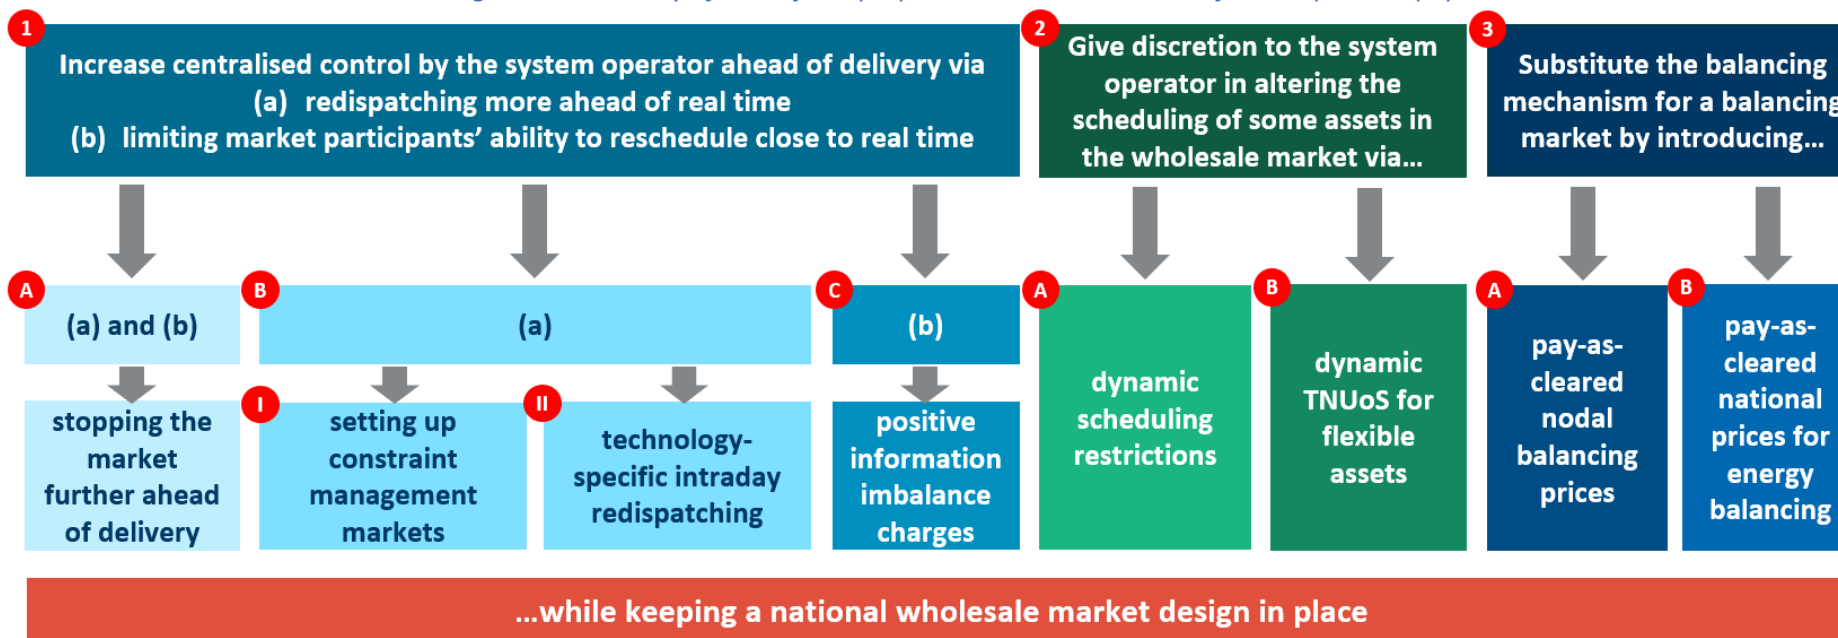 1
Increase centralised control by the system operator ahead of delivery via
(a) redispatching more ahead of real time
(b) limiting market participants' ability to reschedule close to real time
2
Give discretion to the system
operator in altering the
scheduling of some assets in
the wholesale market via...
3
Substitute the balancing
mechanism for a balancing
market by introducing...
A
(a) and (b)
B
(a)
C
(b)
stopping the
market
further ahead
of delivery
I
setting up
constraint
management
markets
II
technology-
specific intraday
redispatching
positive
information
imbalance
charges
A
dynamic
scheduling
restrictions
B
dynamic
TNUoS for
flexible
assets
A
pay-as-
cleared
nodal
balancing
prices
B
pay-as-
cleared
national
prices for
energy
balancing
...while keeping a national wholesale market design in place